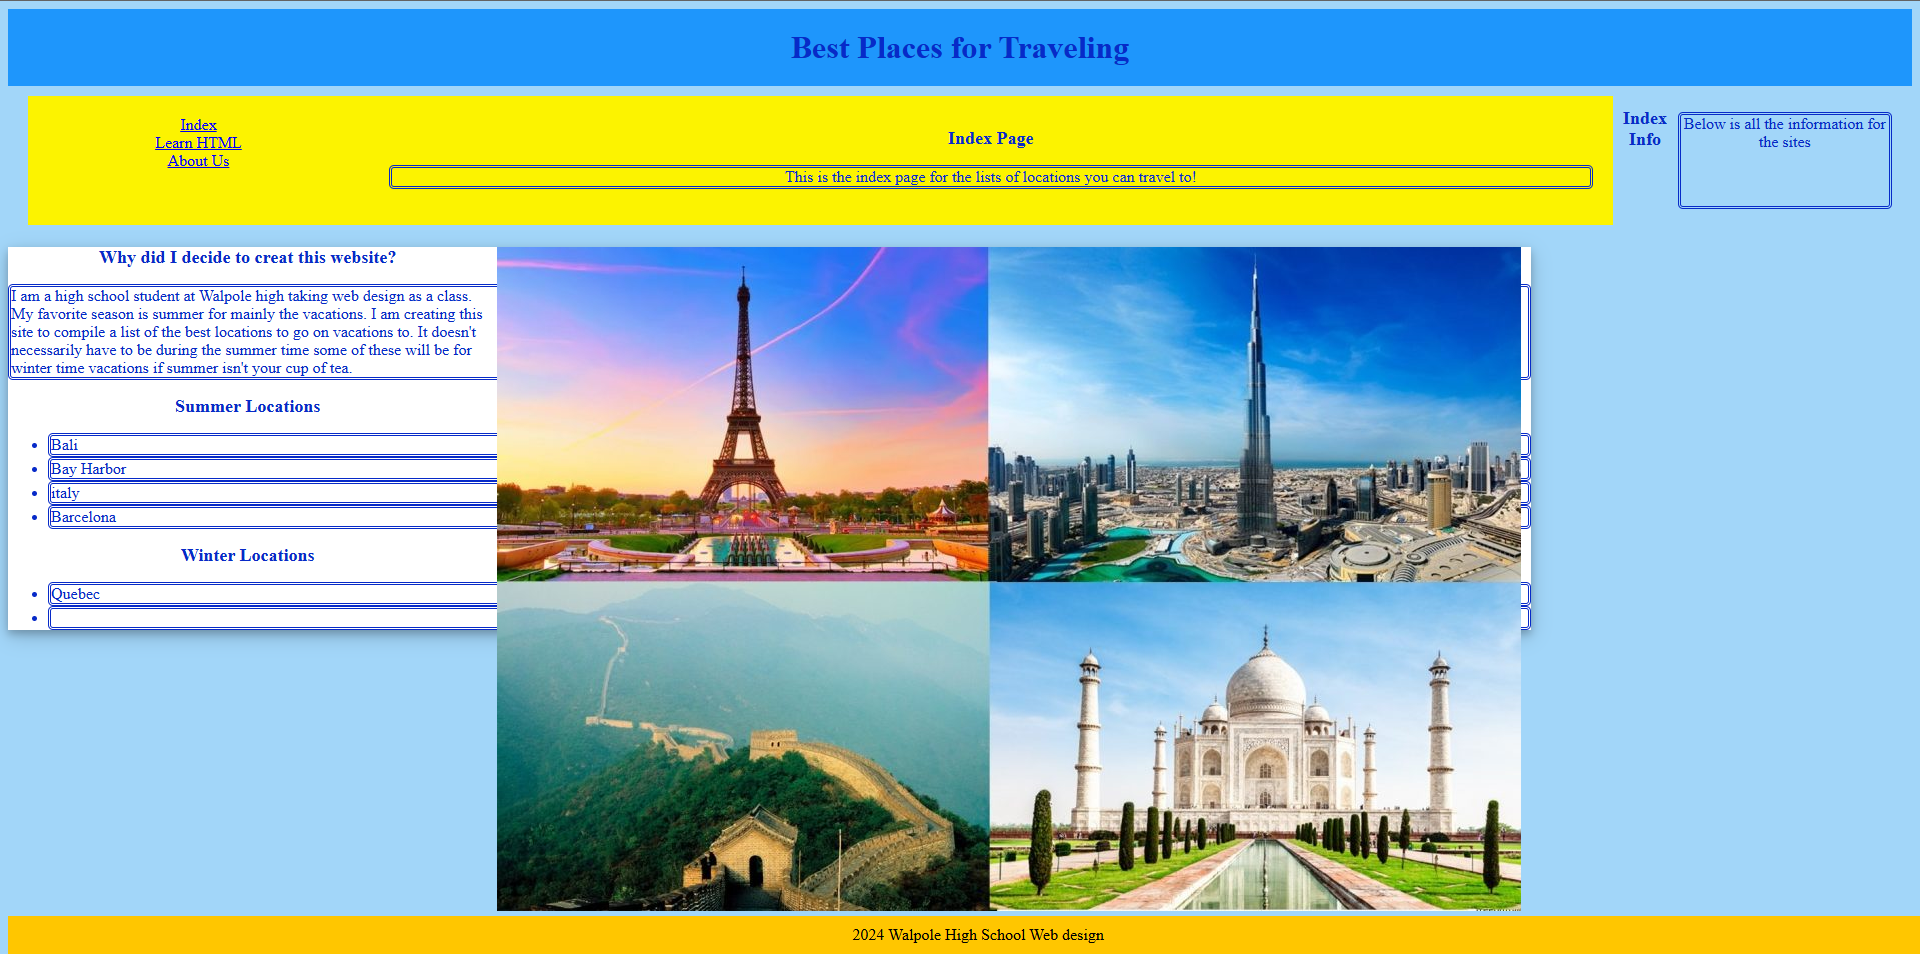 Best Places for Traveling
Index
Learn HTML
About Us
Index Page
This is the index page for the lists of locations you can travel to!
Index
Info
Below is all the information for
the sites
Why did I decide to creat this website?
I am a high school student at Walpole high taking web design as a class.
My favorite season is summer for mainly the vacations. I am creating this
site to compile a list of the best locations to go on vacations to. It doesn't
necessarily have to be during the summer time some of these will be for
winter time vacations if summer isn't your cup of tea.
Summer Locations
Bali
Bay Harbor
italy
Barcelona
Winter Locations
Quebec
2024 Walpole High School Web design